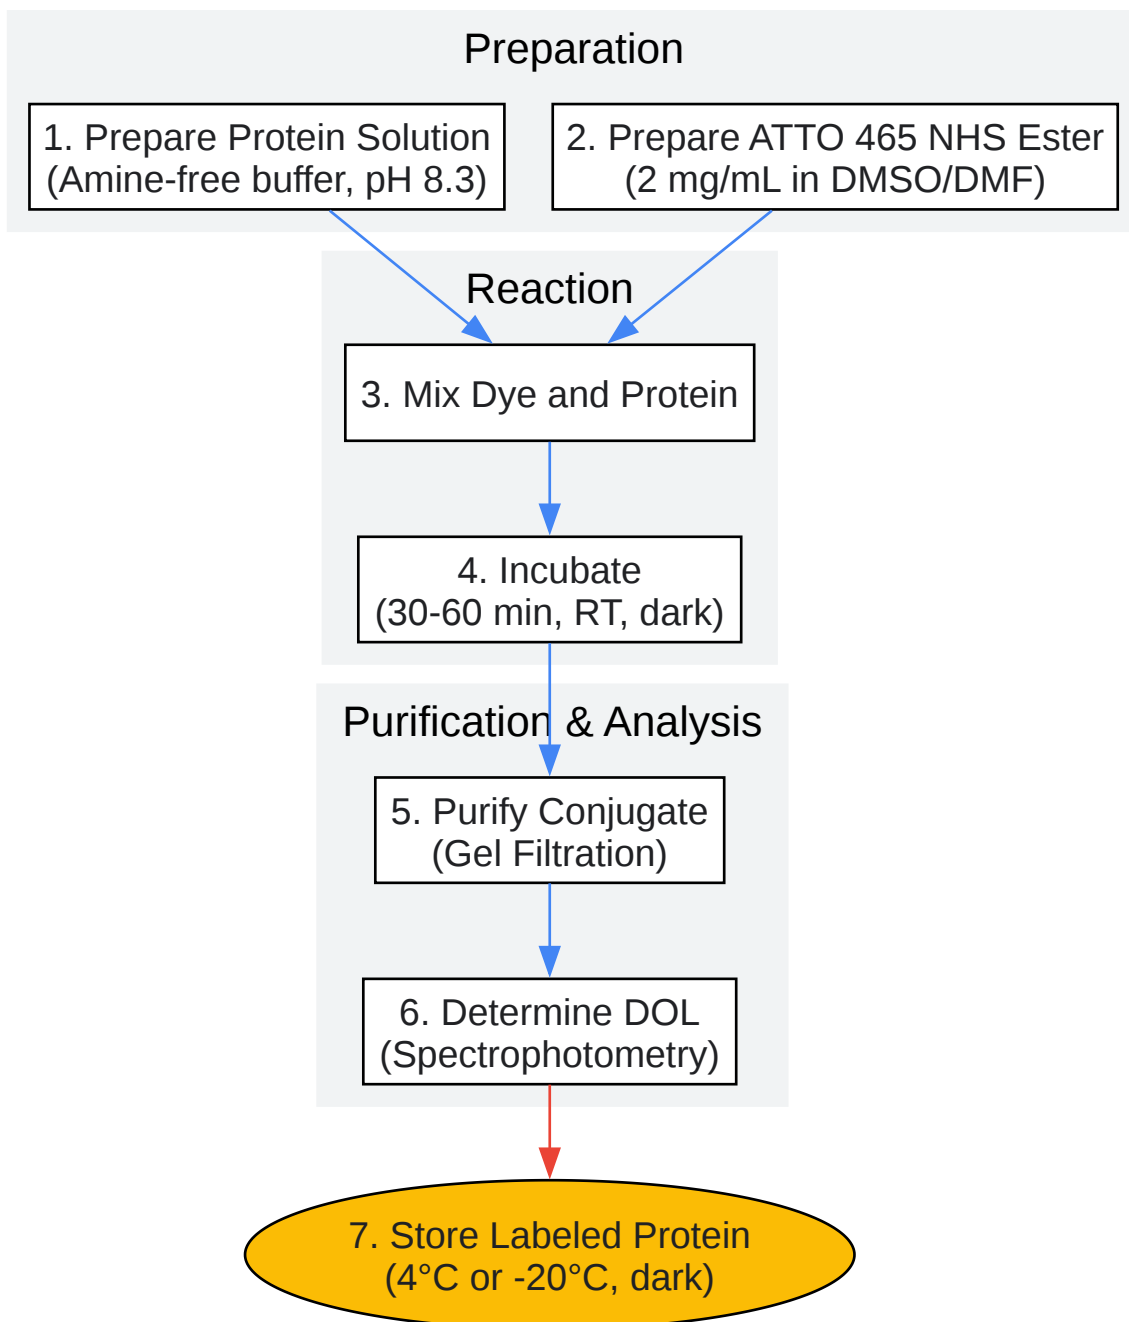 Preparation
1. Prepare Protein Solution
(Amine-free buffer, pH 8.3)
2. Prepare ATTO 465 NHS Ester
(2 mg/mL in DMSO/DMF)
Reaction
3. Mix Dye and Protein
4. Incubate
(30-60 min, RT, dark)
Purification & Analysis
5. Purify Conjugate
(Gel Filtration)
6. Determine DOL
(Spectrophotometry)
7. Store Labeled Protein
(4°C or -20°C, dark)